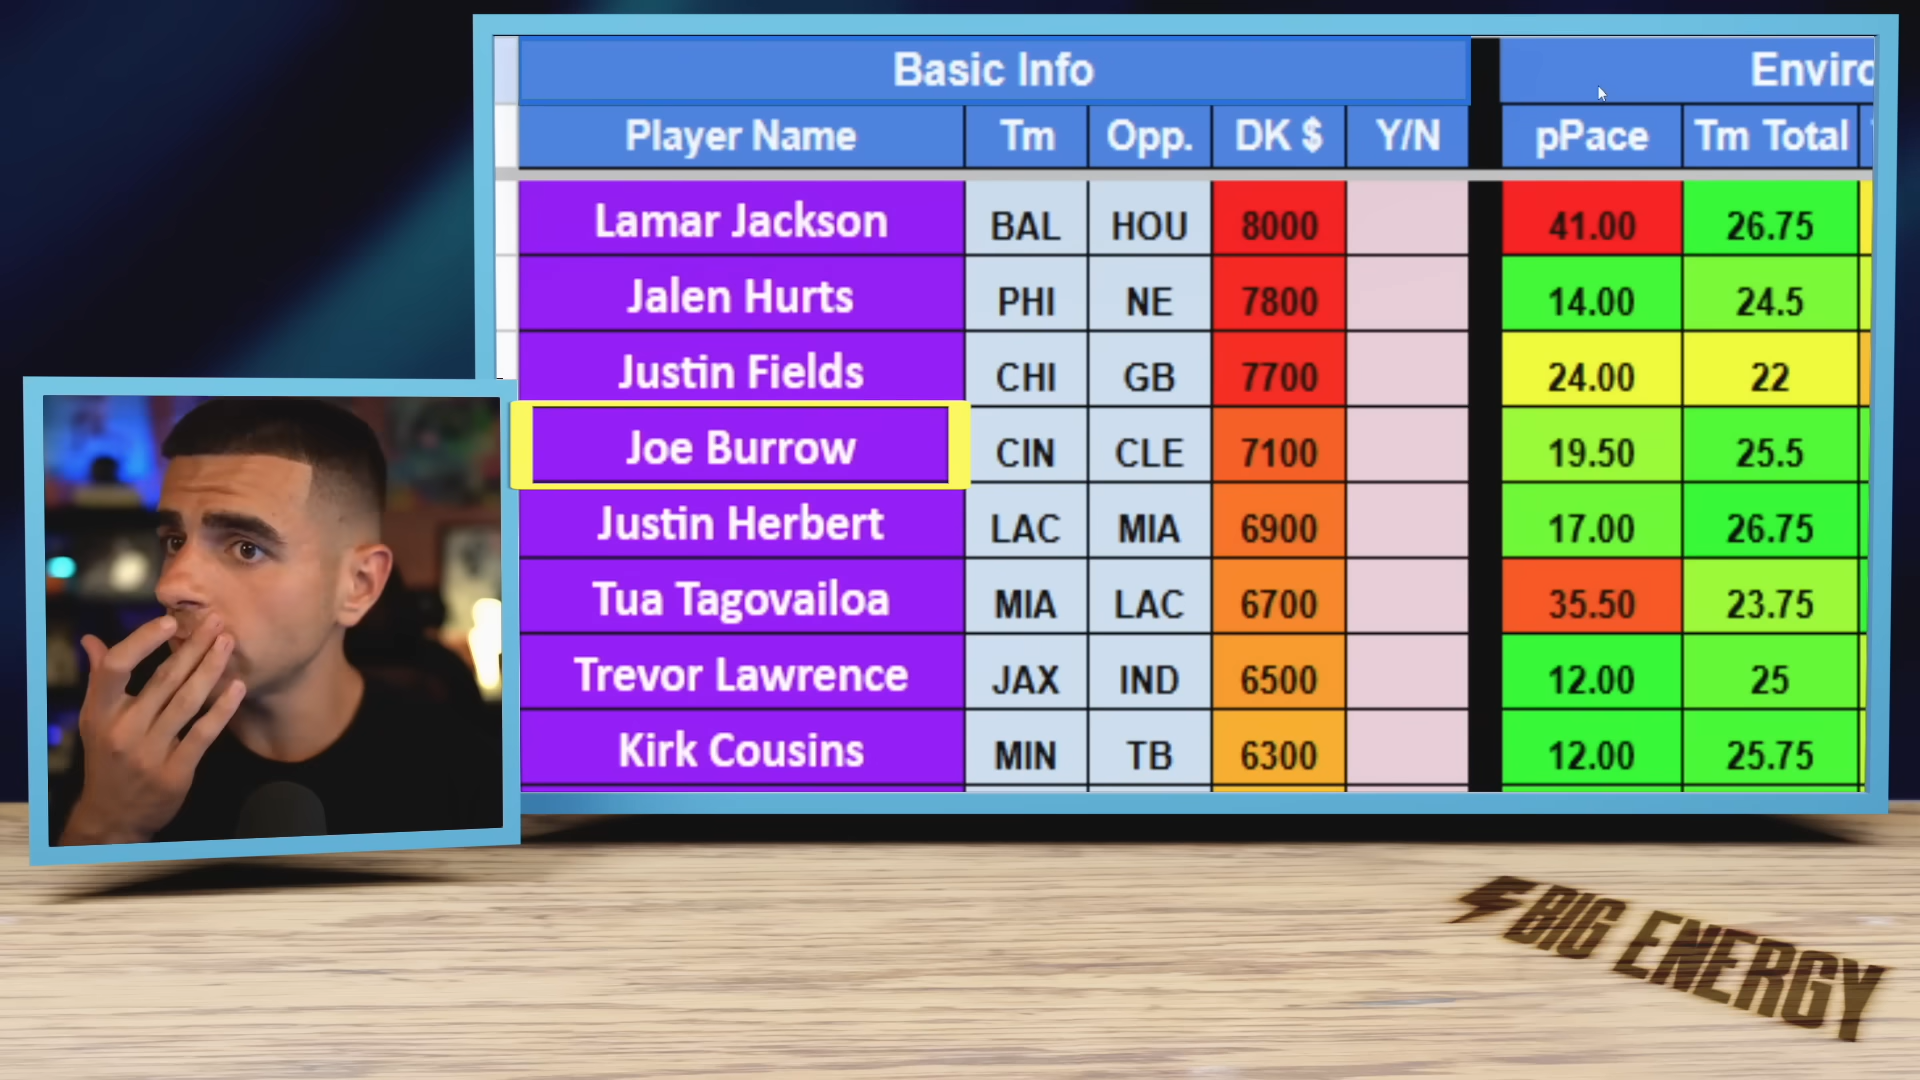 Basic Info
Enviro
Player Name Tm Opp. DK $ Y/N pPace Tm Total
Lamar Jackson BAL HOU 8000 41.00 26.75
Jalen Hurts PHI NE 7800 14.00 24.5
Justin Fields CHI GB 7700 24.00 22
Joe Burrow CIN CLE 7100 19.50 25.5
Justin Herbert LAC MIA 6900 17.00 26.75
Tua Tagovailoa MIA LAC 6700 35.50 23.75
Trevor Lawrence JAX IND 6500 12.00 25
Kirk Cousins MIN TB 6300 12.00 25.75
BIG ENERGY